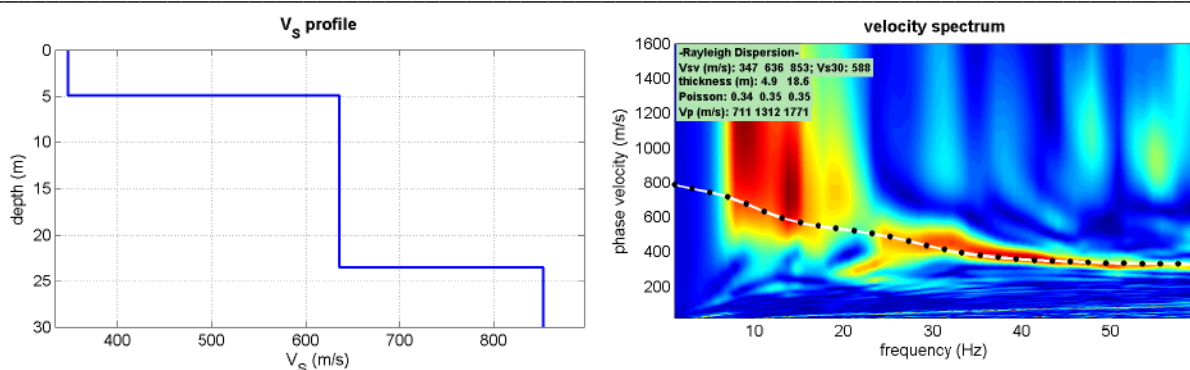 V_S profile
0
5
10
15
20
25
30
depth (m)
400
500
600
700
800
V_S (m/s)
velocity spectrum
1600
1400
1200
1000
800
600
400
200
phase velocity (m/s)
-Rayleigh Dispersion-
Vsv (m/s): 347 636 853; Vs30: 588
thickness (m): 4.9 18.6
Poisson: 0.34 0.35 0.35
Vp (m/s): 711 1312 1771
10
20
30
40
50
frequency (Hz)